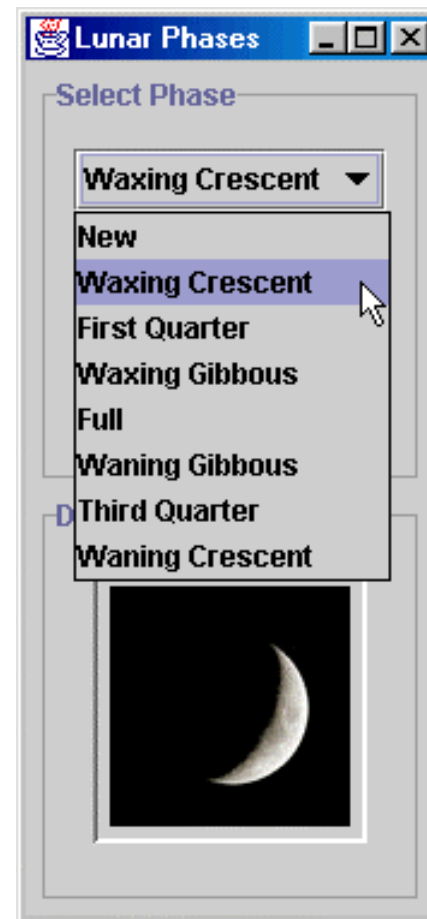 Lunar Phases
Select Phase
Waxing Crescent
New
Waxing Crescent
First Quarter
Waxing Gibbous
Full
Waning Gibbous
Third Quarter
Waning Crescent